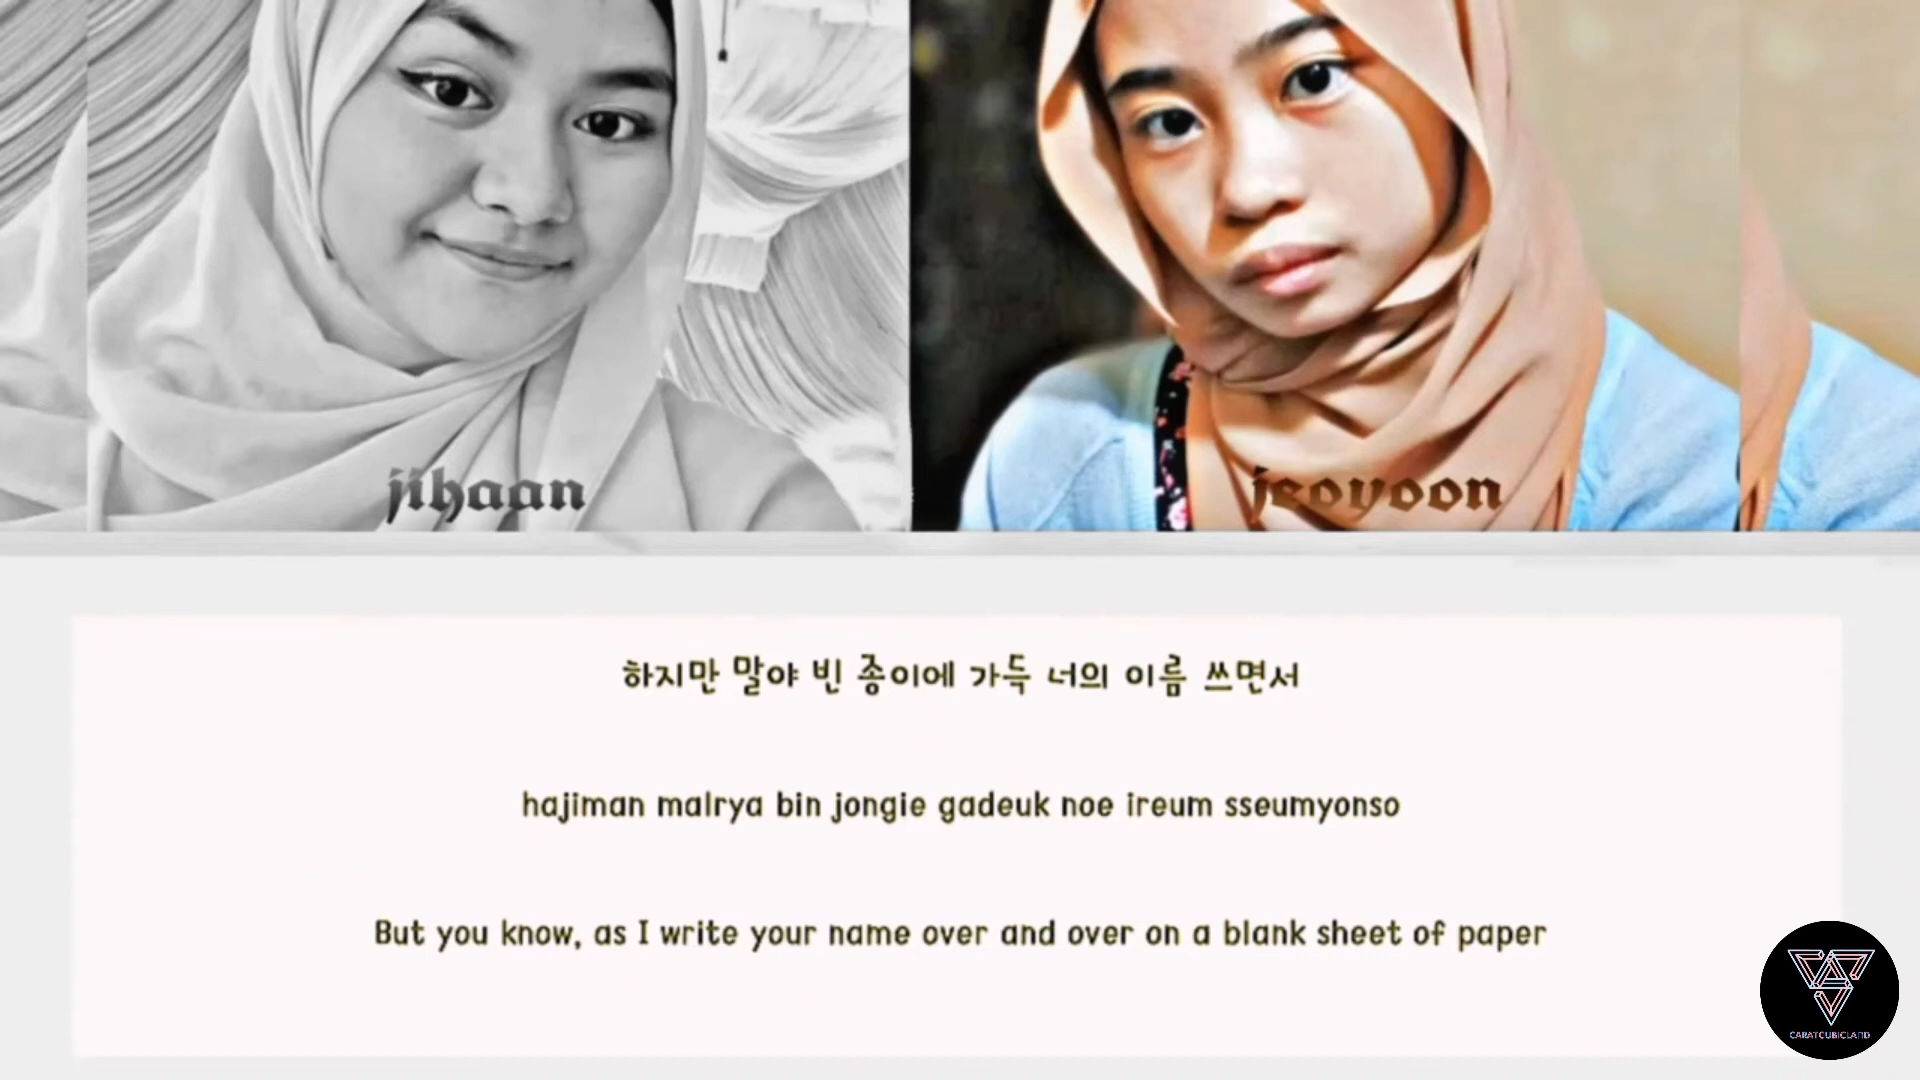 jihaan
jeoyoon
하지만 말야 빈 종이에 가득 너의 이름 쓰면서
hajiman malrya bin jongie gadeuk noe ireum sseumyonso
But you know, as I write your name over and over on a blank sheet of paper
CARATCUBICLAND